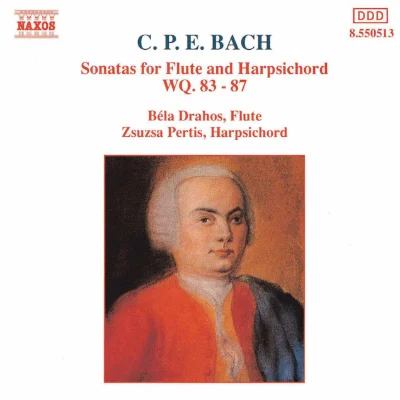 NAXOS
DDD
8.550513
C. P. E. BACH
Sonatas for Flute and Harpsichord
WQ. 83 - 87
Béla Drahos, Flute
Zsuzsa Pertis, Harpsichord